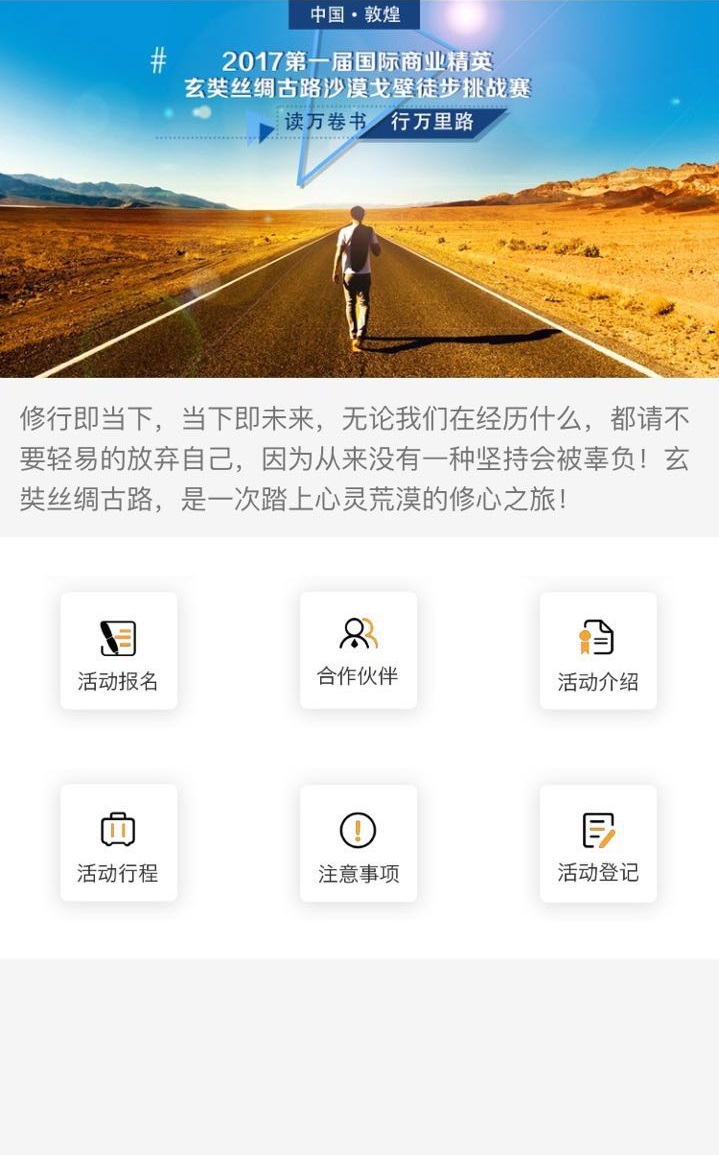 中国·敦煌
#
2017第一届国际商业精英
玄奘丝绸古路沙漠戈壁徒步挑战赛
读万卷书 行万里路
修行即当下，当下即未来，无论我们在经历什么，都请不
要轻易的放弃自己，因为从来没有一种坚持会被辜负！玄
奘丝绸古路，是一次踏上心灵荒漠的修心之旅！
活动报名 合作伙伴 活动介绍
活动行程 注意事项 活动登记